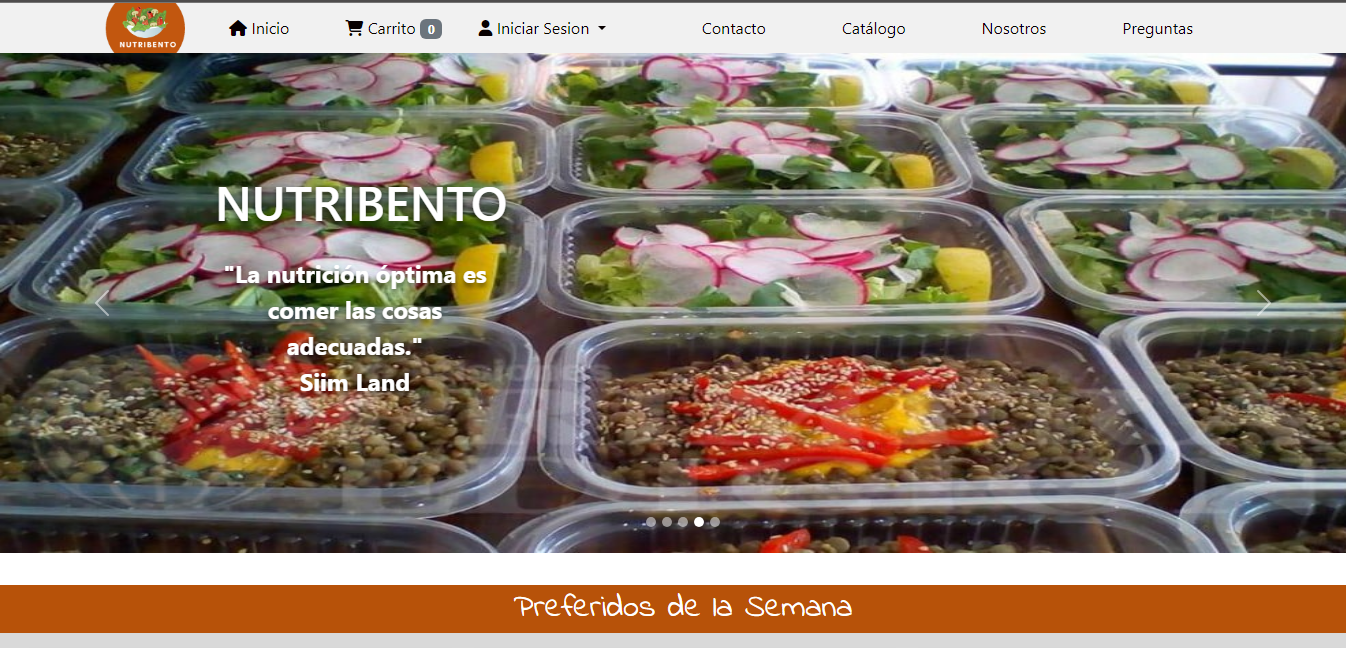 NUTRIBENTO
Inicio
Carrito 0
Iniciar Sesion
Contacto
Catálogo
Nosotros
Preguntas
NUTRIBENTO
"La nutrición óptima es
comer las cosas
adecuadas."
Siim Land
Preferidos de la Semana